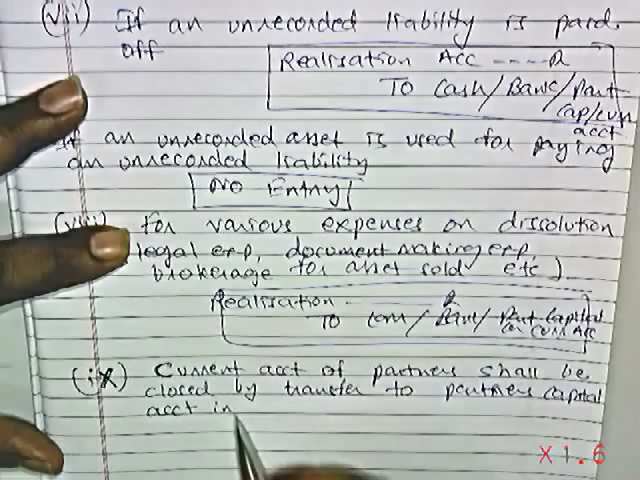 (vii) If an unrecorded liability is paid
off
Realisation Acc ----- Dr
To Cash/Bank/Part
Cap/curr
acct
If an unrecorded asset is used for paying
an unrecorded liability
NO Entry
(viii) for various expenses on dissolution
legal exp, document making exp,
brokerage for asset sold etc)
Realisation
To Cash / Bank / Part Capital
or Curr Acc
(ix) Current acct of partners shall be
closed by transfer to partners capital
acct in
X1.6